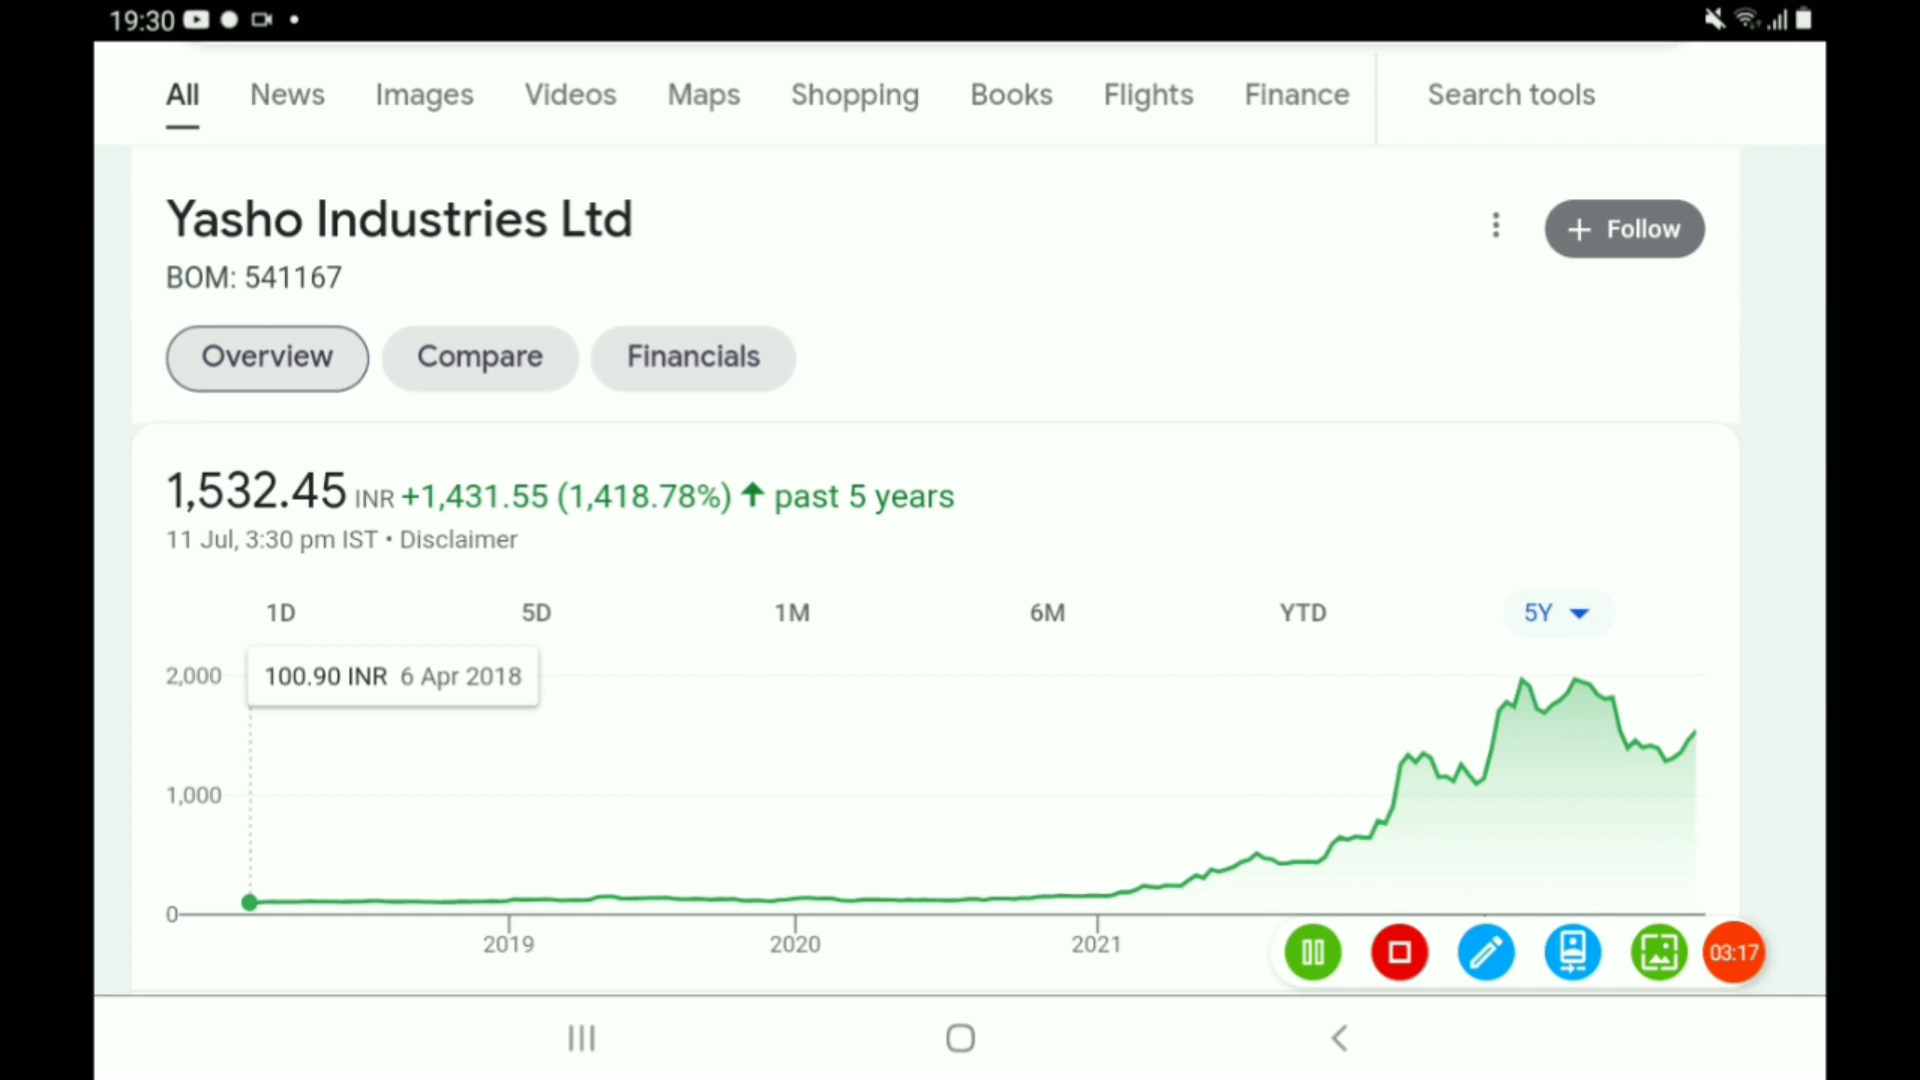 19:30
All News Images Videos Maps Shopping Books Flights Finance Search tools
Yasho Industries Ltd
+ Follow
BOM: 541167
Overview Compare Financials
1,532.45 INR +1,431.55 (1,418.78%) ↑ past 5 years
11 Jul, 3:30 pm IST • Disclaimer
1D 5D 1M 6M YTD 5Y
2,000
100.90 INR 6 Apr 2018
1,000
0
2019 2020 2021
03:17